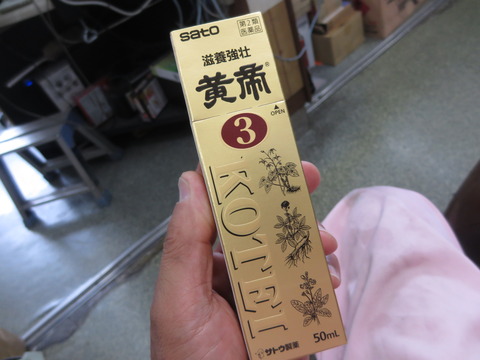 sato
第2類
医薬品
滋養強壮
黄帝®
▲
OPEN
3
KOTEI
サトウ製薬
50mL